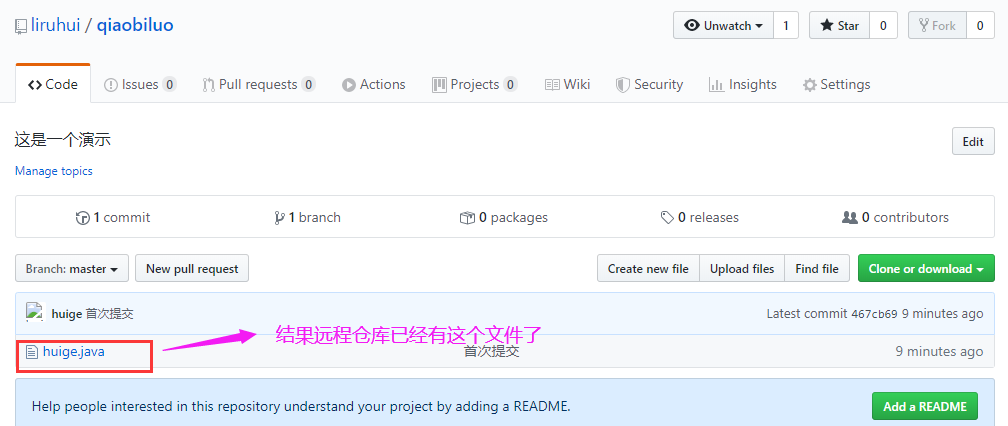 liruhui / qiaobiluo
Unwatch 1 Star 0 Fork 0
Code Issues 0 Pull requests 0 Actions Projects 0 Wiki Security Insights Settings
这是一个演示
Edit
Manage topics
1 commit 1 branch 0 packages 0 releases 0 contributors
Branch: master New pull request Create new file Upload files Find file Clone or download
huige 首次提交 Latest commit 467cb69 9 minutes ago
结果远程仓库已经有这个文件了
huige.java 首次提交 9 minutes ago
Help people interested in this repository understand your project by adding a README. Add a README